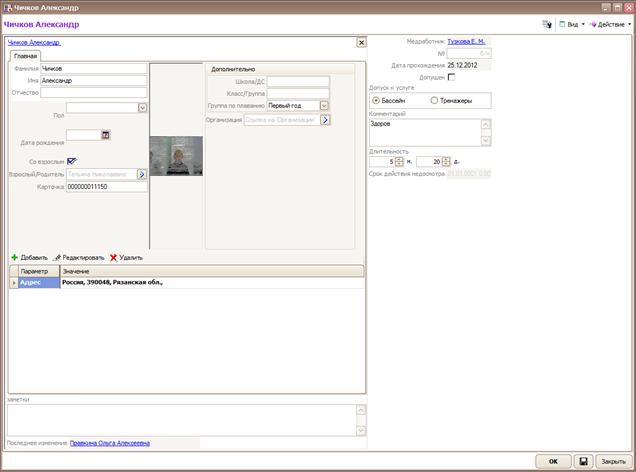 Чичков Александр
Чичков Александр
Вид
Действие
Чичков Александр
Главная
Фамилия Чичков
Имя Александр
Отчество
Пол
Дата рождения
Со взрослым
Взрослый/Родитель Татьяна Николаевна
Карточка 000000011150
Дополнительно
Школа/ДС
Класс/Группа
Группа по плаванию Первый год
Организация Ссылка на 'Организации'
Добавить Редактировать Удалить
Параметр Значение
Адрес Россия, 390048, Рязанская обл.,
заметки
Последнее изменение Правкина Ольга Алексеевна
Медработник: Тузкова Е. М.
№ б/н
Дата прохождения 25.12.2012
Допущен
Допуск к услуге
Бассейн Тренажеры
Комментарий
Здоров
Длительность
5 м. 20 д.
Срок действия медосмотра 01.01.0001 0:00
ОК Закрыть